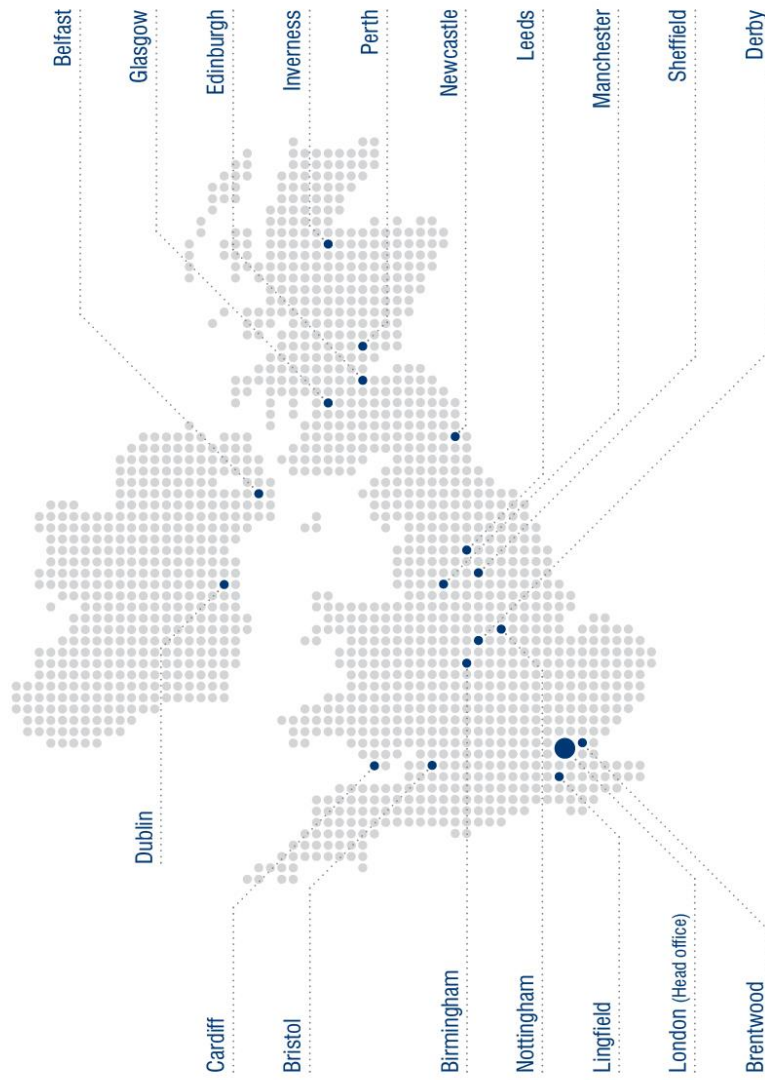 Belfast
Glasgow
Edinburgh
Inverness
Perth
Newcastle
Leeds
Manchester
Sheffield
Derby
Dublin
Cardiff
Bristol
Birmingham
Nottingham
Lingfield
London (Head office)
Brentwood